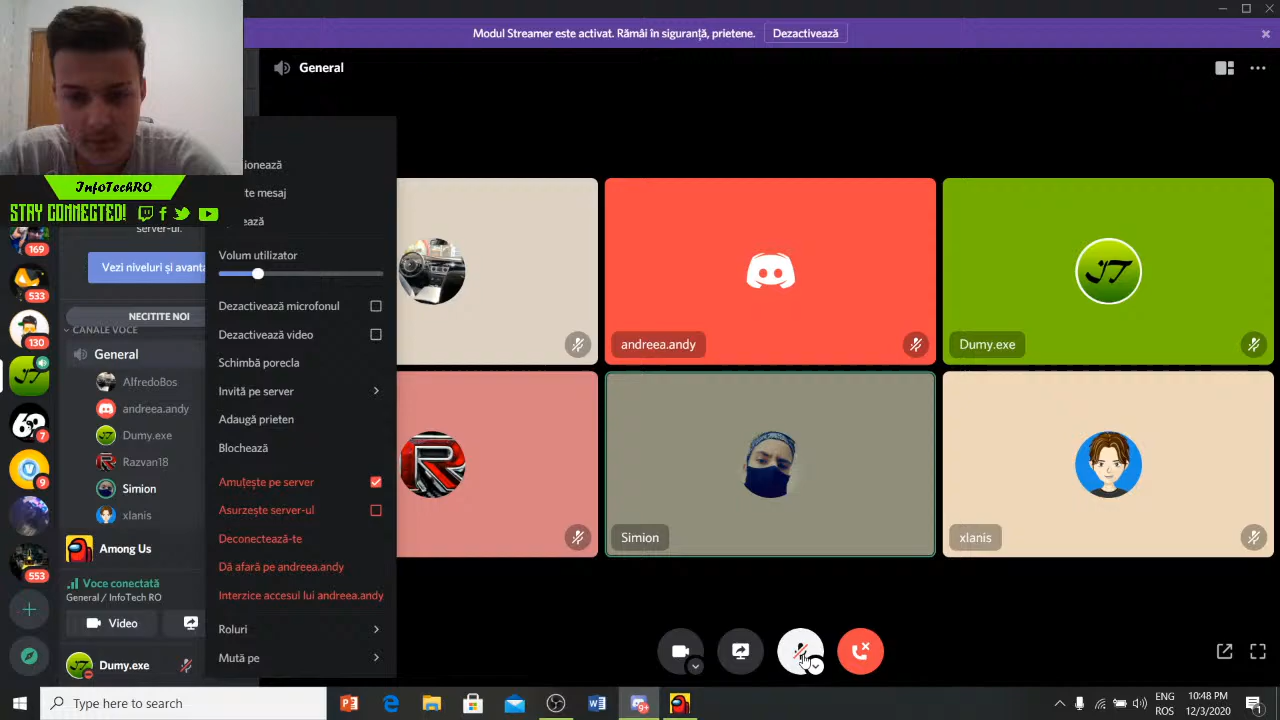 Modul Streamer este activat. Rămâi în siguranță, prietene.
Dezactivează
General
InfoTechRO
STAY CONNECTED!
server-ul.
Vezi niveluri și avanta
NECITITE NOI
CANALE VOCE
General
AlfredoBos
andreea.andy
Dumy.exe
Razvan18
Simion
xlanis
Among Us
Voce conectată
General / InfoTech RO
Video
Dumy.exe
169
533
130
7
9
553
ionează
te mesaj
ează
Volum utilizator
Dezactivează microfonul
Dezactivează video
Schimbă porecla
Invită pe server
Adaugă prieten
Blochează
Amuțește pe server
Asurzește server-ul
Deconectează-te
Dă afară pe andreea.andy
Interzice accesul lui andreea.andy
Roluri
Mută pe
andreea.andy
Dumy.exe
Simion
xlanis
Type here to search
9+
ENG
ROS
10:48 PM
12/3/2020
1